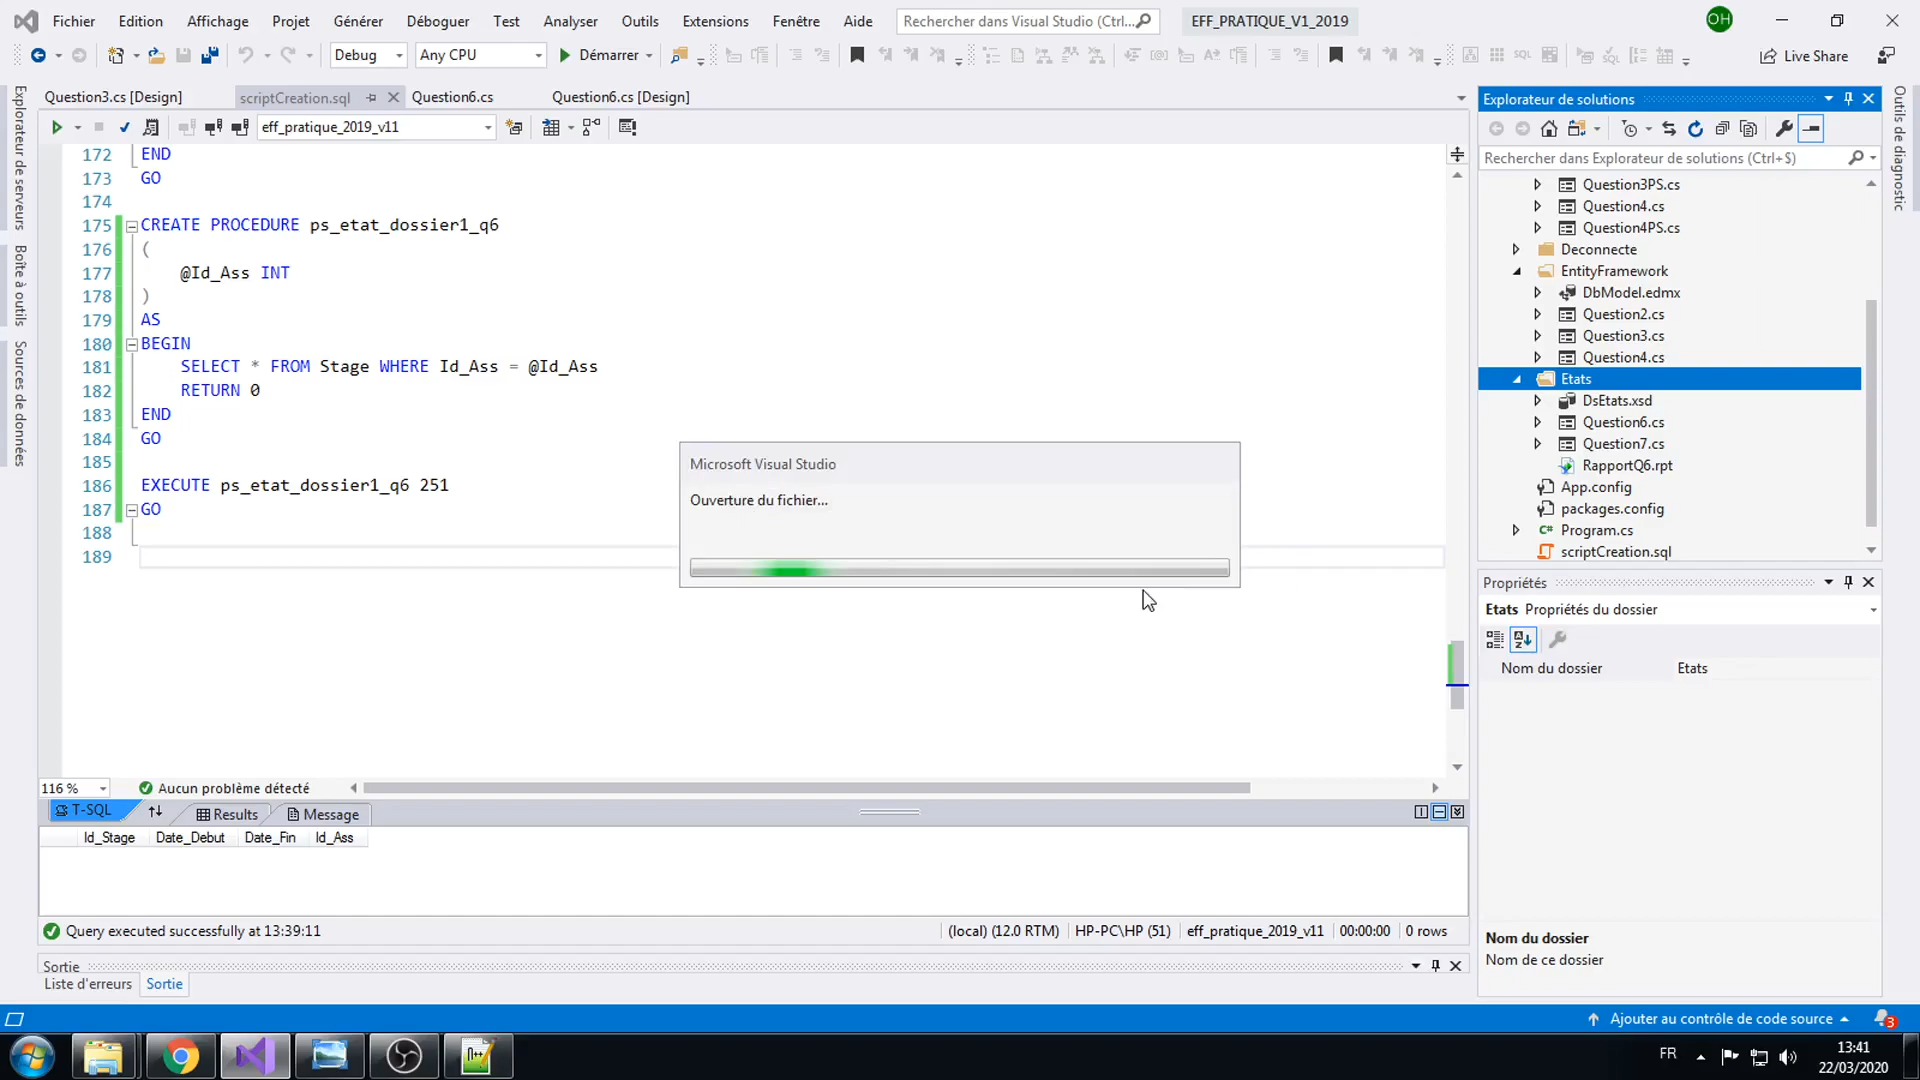 Fichier Edition Affichage Projet Générer Déboguer Test Analyser Outils Extensions Fenêtre Aide Rechercher dans Visual Studio (Ctrl... EFF_PRATIQUE_V1_2019 OH
Debug Any CPU Démarrer Live Share
Question3.cs [Design] scriptCreation.sql Question6.cs Question6.cs [Design]
eff_pratique_2019_v11
Explorateur de serveurs
Boîte à outils
Sources de données
172 END
173 GO
174
175 CREATE PROCEDURE ps_etat_dossier1_q6
176 (
177 @Id_Ass INT
178 )
179 AS
180 BEGIN
181 SELECT * FROM Stage WHERE Id_Ass = @Id_Ass
182 RETURN 0
183 END
184 GO
185
186 EXECUTE ps_etat_dossier1_q6 251
187 GO
188
189
Microsoft Visual Studio
Ouverture du fichier...
116 % Aucun problème détecté
T-SQL Results Message
Id_Stage Date_Debut Date_Fin Id_Ass
Query executed successfully at 13:39:11 (local) (12.0 RTM) HP-PC\HP (51) eff_pratique_2019_v11 00:00:00 0 rows
Sortie
Liste d'erreurs Sortie
Explorateur de solutions
Rechercher dans Explorateur de solutions (Ctrl+$)
Question3PS.cs
Question4.cs
Question4PS.cs
Deconnecte
EntityFramework
DbModel.edmx
Question2.cs
Question3.cs
Question4.cs
Etats
DsEtats.xsd
Question6.cs
Question7.cs
RapportQ6.rpt
App.config
packages.config
C# Program.cs
scriptCreation.sql
Propriétés
Etats Propriétés du dossier
Nom du dossier Etats
Nom du dossier
Nom de ce dossier
Outils de diagnostic
Ajouter au contrôle de code source 3
FR 13:41
22/03/2020